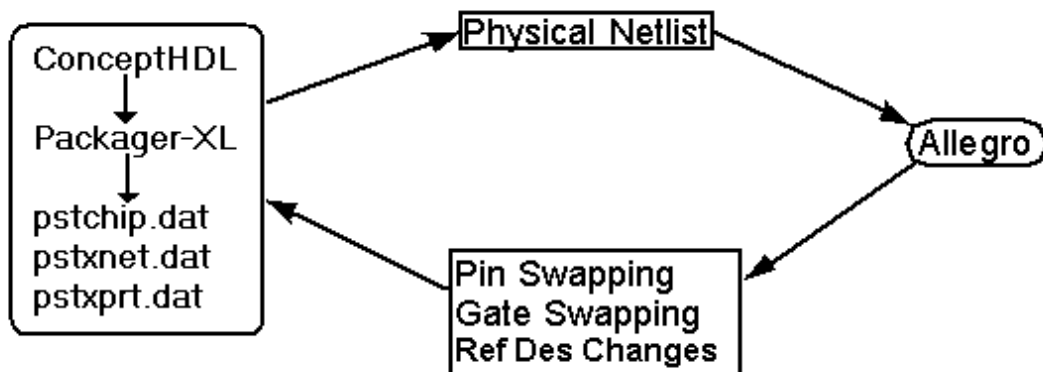 ConceptHDL
Packager-XL
pstchip.dat
pstxnet.dat
pstxprt.dat
Physical Netlist
Allegro
Pin Swapping
Gate Swapping
Ref Des Changes